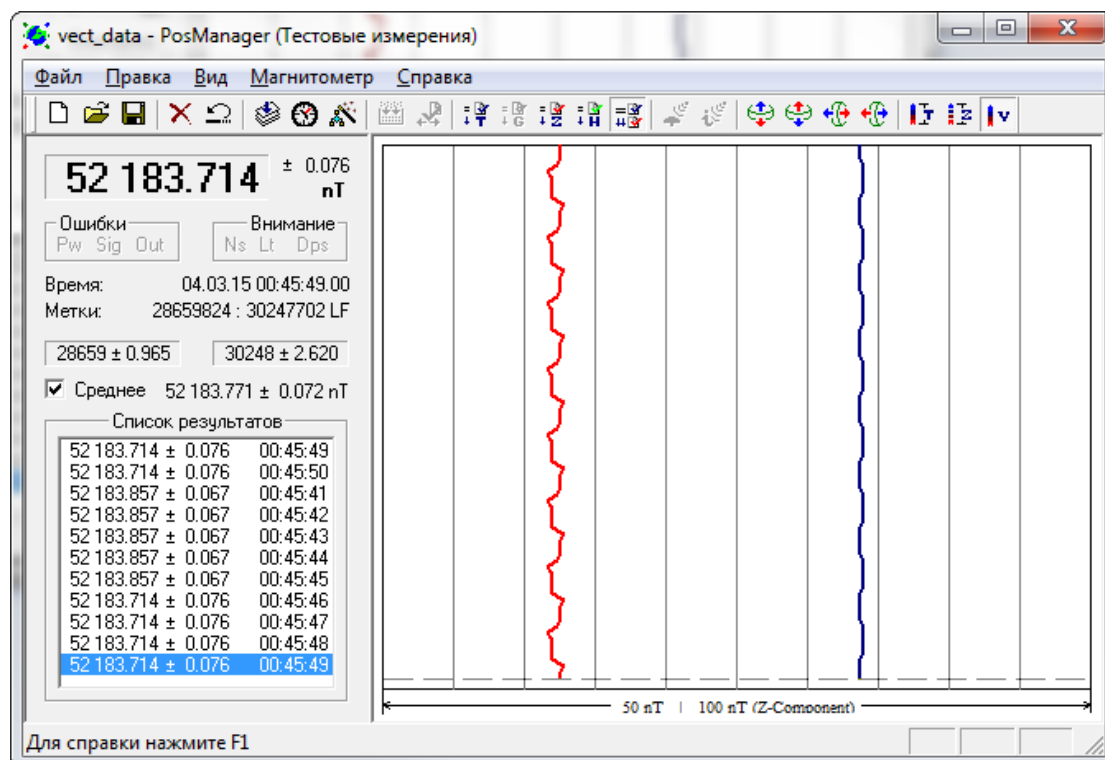 vect_data - PosManager (Тестовые измерения)
Файл Правка Вид Магнитометр Справка
T G Z H T Z V
52 183.714 ± 0.076
nT
Ошибки Внимание
Pw Sig Out Ns Lt Dps
Время: 04.03.15 00:45:49.00
Метки: 28659824 : 30247702 LF
28659 ± 0.965 30248 ± 2.620
Среднее 52 183.771 ± 0.072 nT
Список результатов
52 183.714 ± 0.076 00:45:49
52 183.714 ± 0.076 00:45:50
52 183.857 ± 0.067 00:45:41
52 183.857 ± 0.067 00:45:42
52 183.857 ± 0.067 00:45:43
52 183.857 ± 0.067 00:45:44
52 183.857 ± 0.067 00:45:45
52 183.714 ± 0.076 00:45:46
52 183.714 ± 0.076 00:45:47
52 183.714 ± 0.076 00:45:48
52 183.714 ± 0.076 00:45:49
50 nT | 100 nT (Z-Component)
Для справки нажмите F1